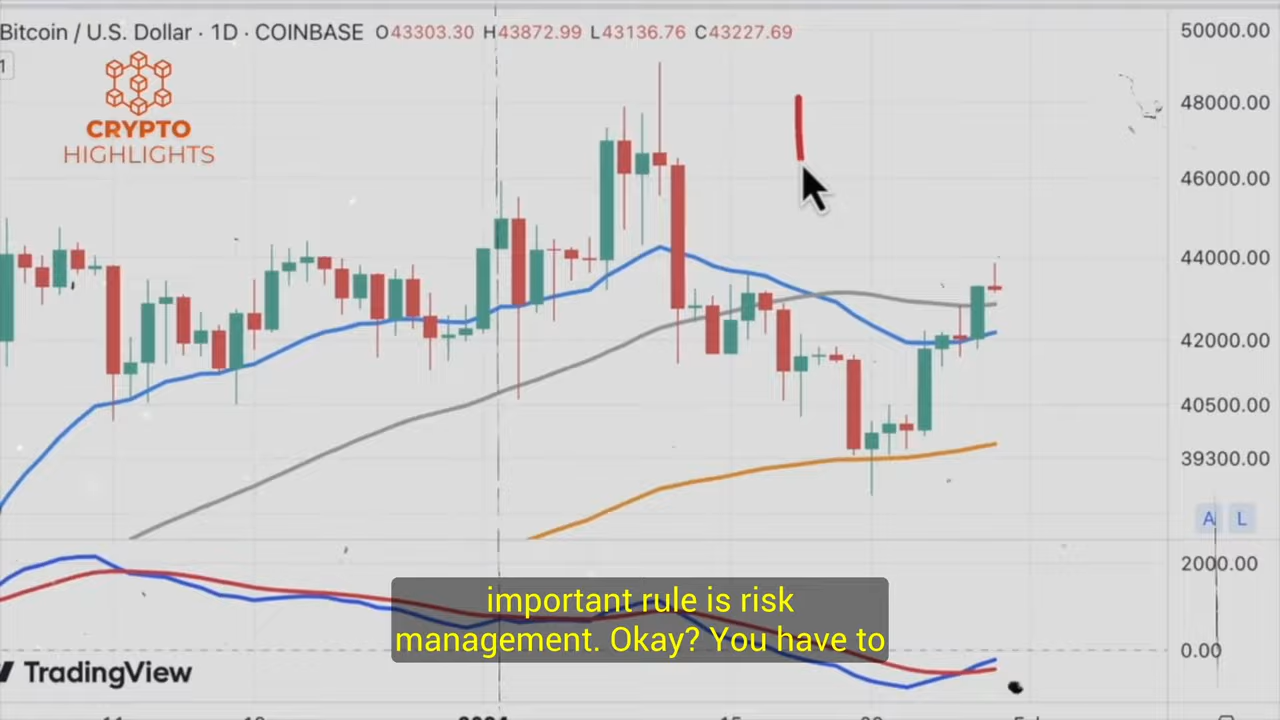 Bitcoin / U.S. Dollar · 1D · COINBASE O43303.30 H43872.99 L43136.76 C43227.69
1
CRYPTO
HIGHLIGHTS
50000.00
48000.00
46000.00
44000.00
42000.00
40500.00
39300.00
A L
2000.00
0.00
important rule is risk
management. Okay? You have to
TradingView